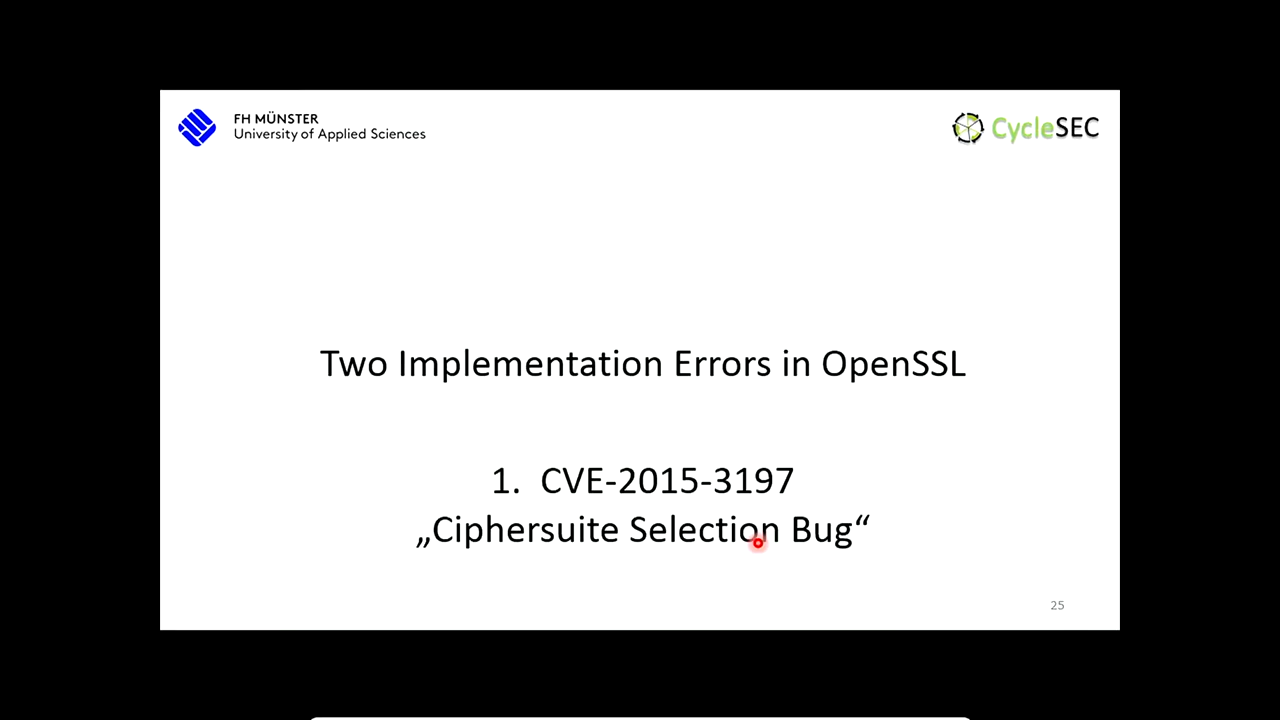 FH MÜNSTER
University of Applied Sciences
CycleSEC
Two Implementation Errors in OpenSSL
1. CVE-2015-3197
„Ciphersuite Selection Bug“
25